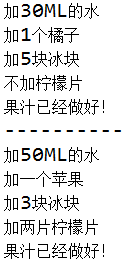 加30ML的水
加1个橘子
加5块冰块
不加柠檬片
果汁已经做好!
----------
加50ML的水
加一个苹果
加3块冰块
加两片柠檬片
果汁已经做好!